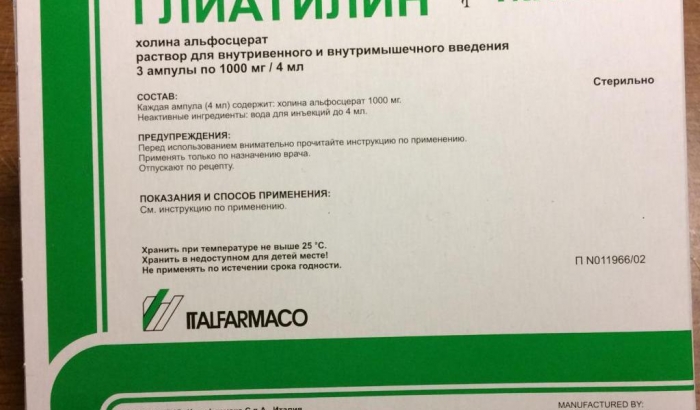 ГЛИАТИЛИН
холина альфосцерат
раствор для внутривенного и внутримышечного введения
3 ампулы по 1000 мг / 4 мл
Стерильно
СОСТАВ:
Каждая ампула (4 мл) содержит: холина альфосцерат 1000 мг.
Неактивные ингредиенты: вода для инъекций до 4 мл.
ПРЕДУПРЕЖДЕНИЯ:
Перед использованием внимательно прочитайте инструкцию по применению.
Применять только по назначению врача.
Отпускают по рецепту.
ПОКАЗАНИЯ И СПОСОБ ПРИМЕНЕНИЯ:
См. инструкцию по применению.
Хранить при температуре не выше 25 °C.
Хранить в недоступном для детей месте!
Не применять по истечении срока годности.
П N011966/02
ITALFARMACO
MANUFACTURED BY: